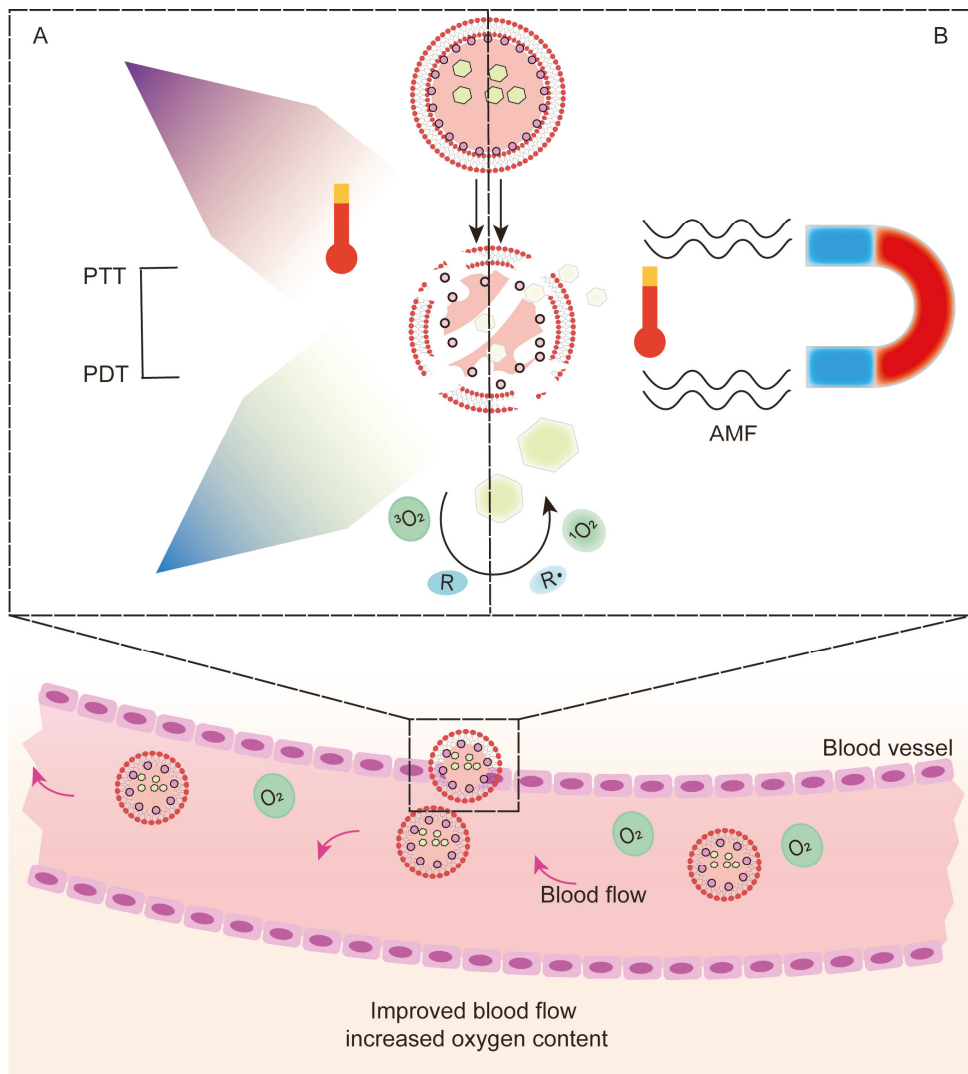 A
B
PTT
PDT
AMF
³O₂
¹O₂
R
R•
Blood vessel
O₂
O₂
O₂
Blood flow
Improved blood flow
increased oxygen content